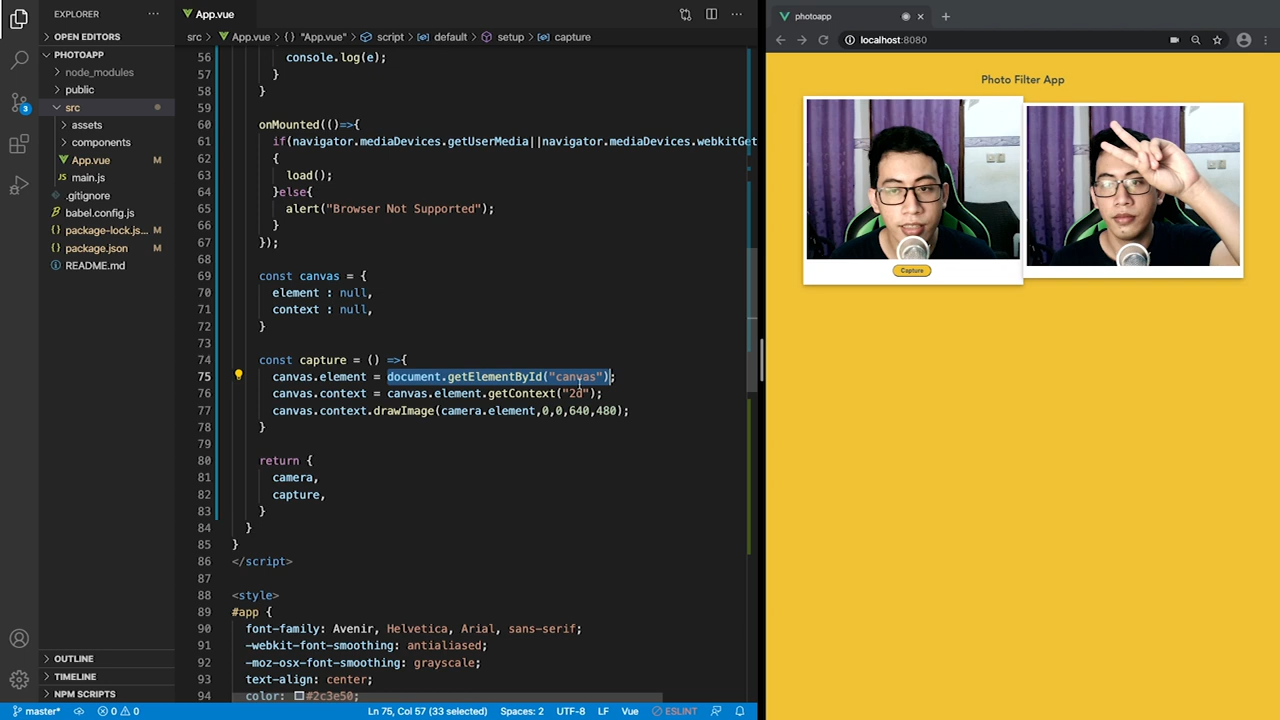 EXPLORER
OPEN EDITORS
PHOTOAPP
node_modules
public
src
assets
components
App.vue M
main.js
.gitignore
babel.config.js
package-lock.js... M
package.json M
README.md
OUTLINE
TIMELINE
NPM SCRIPTS
3
App.vue
src > App.vue > {} "App.vue" > script > default > setup > capture
56 console.log(e);
57 }
58 }
59
60 onMounted(()=>{
61 if(navigator.mediaDevices.getUserMedia||navigator.mediaDevices.webkitGet
62 {
63 load();
64 }else{
65 alert("Browser Not Supported");
66 }
67 });
68
69 const canvas = {
70 element : null,
71 context : null,
72 }
73
74 const capture = () =>{
75 canvas.element = document.getElementById("canvas");
76 canvas.context = canvas.element.getContext("2d");
77 canvas.context.drawImage(camera.element,0,0,640,480);
78 }
79
80 return {
81 camera,
82 capture,
83 }
84 }
85 }
86 </script>
87
88 <style>
89 #app {
90 font-family: Avenir, Helvetica, Arial, sans-serif;
91 -webkit-font-smoothing: antialiased;
92 -moz-osx-font-smoothing: grayscale;
93 text-align: center;
94 color: #2c3e50;
master* 0 0 Ln 75, Col 57 (33 selected) Spaces: 2 UTF-8 LF Vue ESLINT
photoapp
localhost:8080
Photo Filter App
Capture